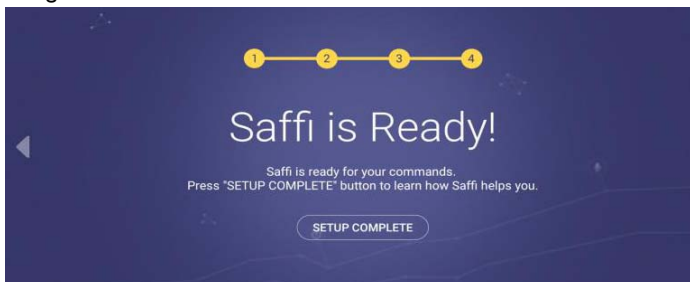 1 2 3 4
Saffi is Ready!
Saffi is ready for your commands.
Press "SETUP COMPLETE" button to learn how Saffi helps you.
SETUP COMPLETE